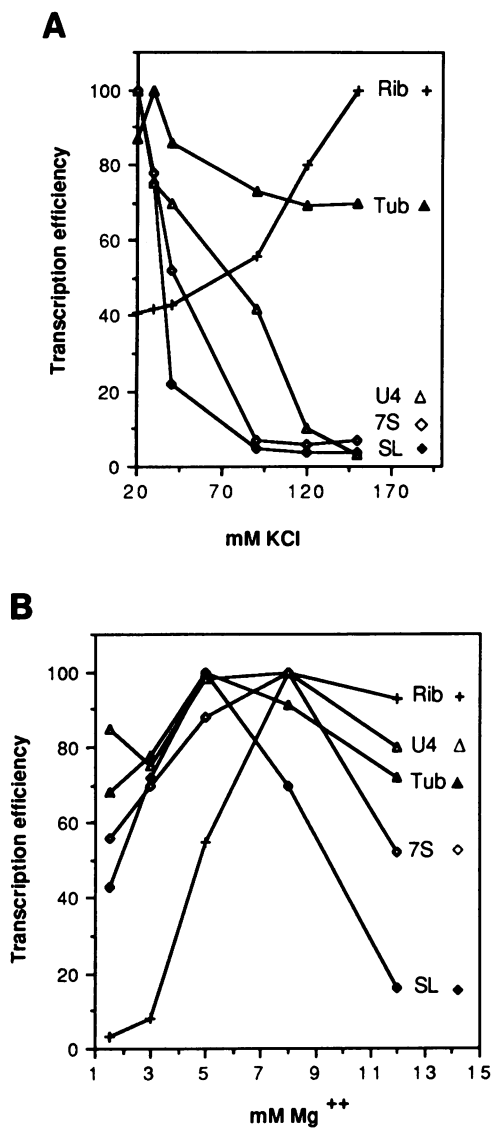 A
Transcription efficiency
100
80
60
40
20
0
20
70
120
170
mM KCl
Rib
Tub
U4
7S
SL
B
Transcription efficiency
100
80
60
40
20
0
1
3
5
7
9
11
13
15
mM Mg ++
Rib
U4
Tub
7S
SL